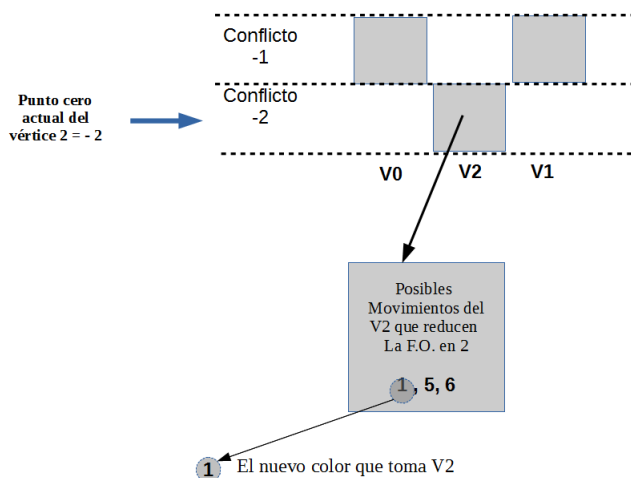 Conflicto
-1
Punto cero
actual del
vértice 2 = - 2
Conflicto
-2
V0
V2
V1
Posibles
Movimientos del
V2 que reducen
La F.O. en 2
1 , 5, 6
1
El nuevo color que toma V2